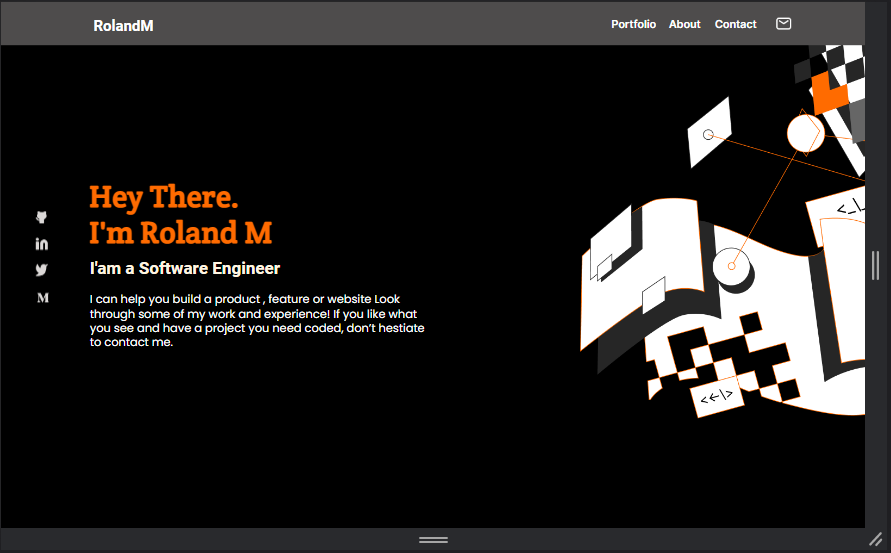 RolandM
Portfolio About Contact
Hey There.
I'm Roland M
I'am a Software Engineer
I can help you build a product , feature or website Look
through some of my work and experience! If you like what
you see and have a project you need coded, don't hestiate
to contact me.
in
M
<_\
<←\>